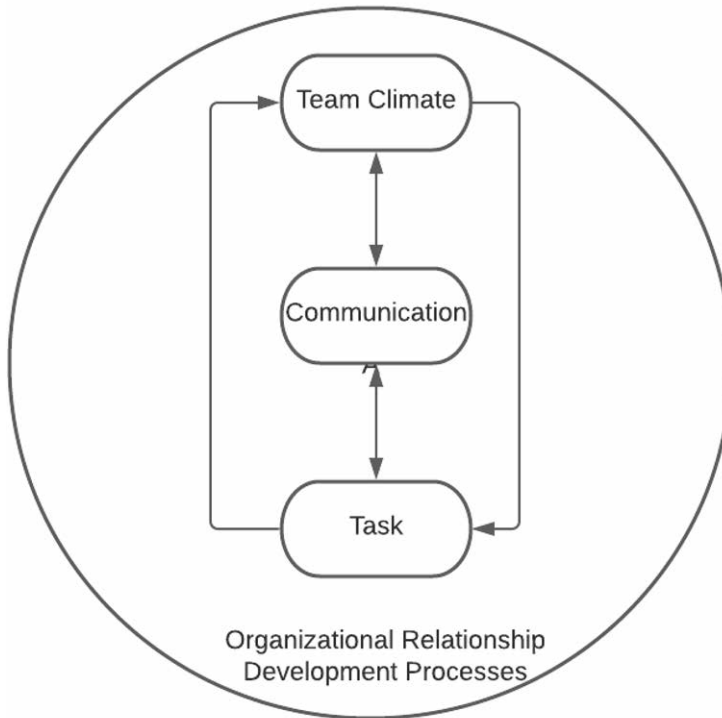 Team Climate
Communication
Task
Organizational Relationship
Development Processes